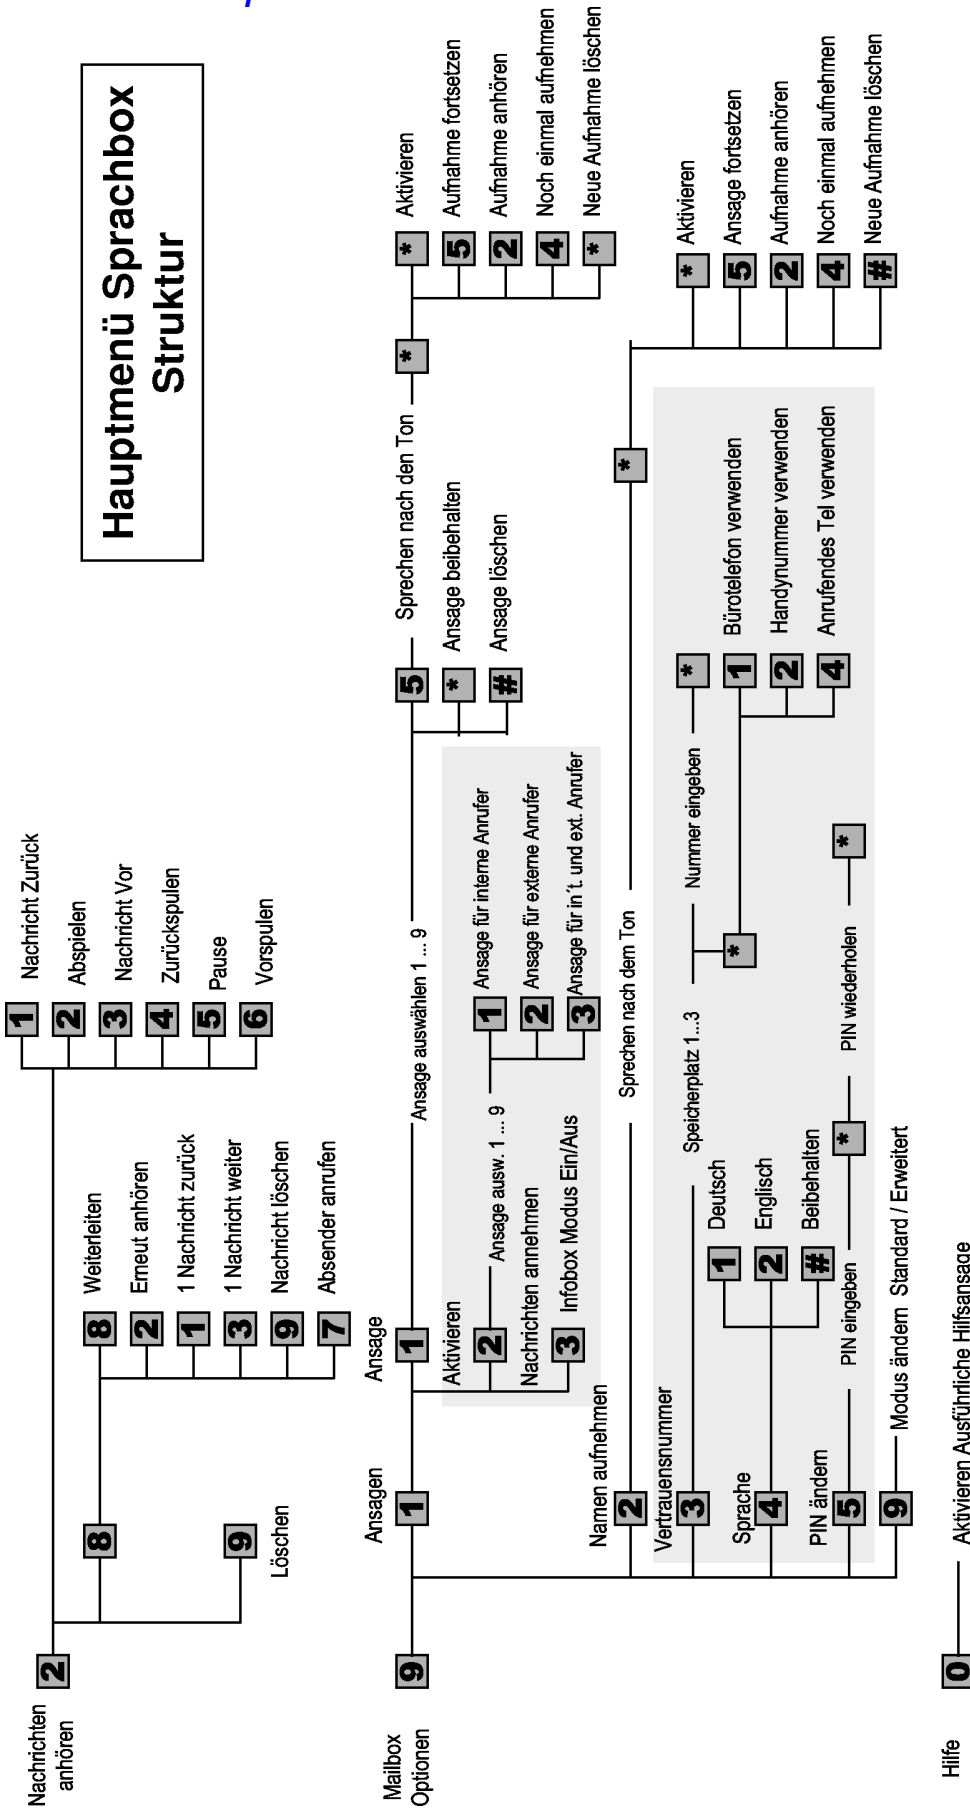 Hauptmenü Sprachbox
Struktur
Nachrichten
anhören
2
1 Nachricht Zurück
2 Abspielen
3 Nachricht Vor
4 Zurückspulen
5 Pause
6 Vorspulen
8
8 Weiterleiten
2 Erneut anhören
1 1 Nachricht zurück
3 1 Nachricht weiter
9 Nachricht löschen
7 Absender anrufen
9
Löschen
Mailbox
Optionen
9
Ansagen
1
Ansage
1
Ansage auswählen 1 ... 9
5 Sprechen nach den Ton *
* Aktivieren
5 Aufnahme fortsetzen
2 Aufnahme anhören
4 Noch einmal aufnehmen
* Neue Aufnahme löschen
* Ansage beibehalten
# Ansage löschen
Aktivieren
2 Ansage ausw. 1 ... 9
1 Ansage für interne Anrufer
2 Ansage für externe Anrufer
3 Ansage für in´t. und ext. Anrufer
Nachrichten annehmen
3 Infobox Modus Ein/Aus
Namen aufnehmen
2 Sprechen nach dem Ton *
* Aktivieren
5 Ansage fortsetzen
2 Aufnahme anhören
4 Noch einmal aufnehmen
# Neue Aufnahme löschen
Vertrauensnummer
3 Speicherplatz 1...3 Nummer eingeben *
*
1 Bürotelefon verwenden
2 Handynummer verwenden
4 Anrufendes Tel verwenden
Sprache
4
1 Deutsch
2 Englisch
# Beibehalten
PIN ändern
5 PIN eingeben * PIN wiederholen *
9 Modus ändern Standard / Erweitert
Hilfe 0 Aktivieren Ausführliche Hilfsansage